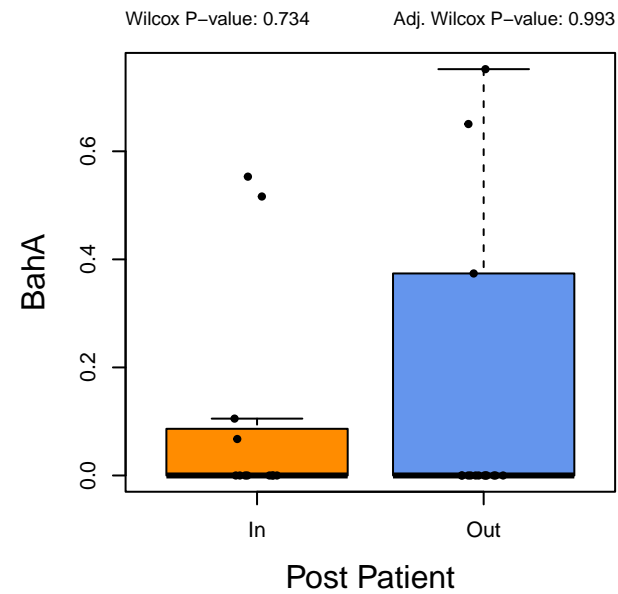 Wilcox P−value: 0.734
Adj. Wilcox P−value: 0.993
BahA
0.6
0.4
0.2
0.0
In
Out
Post Patient